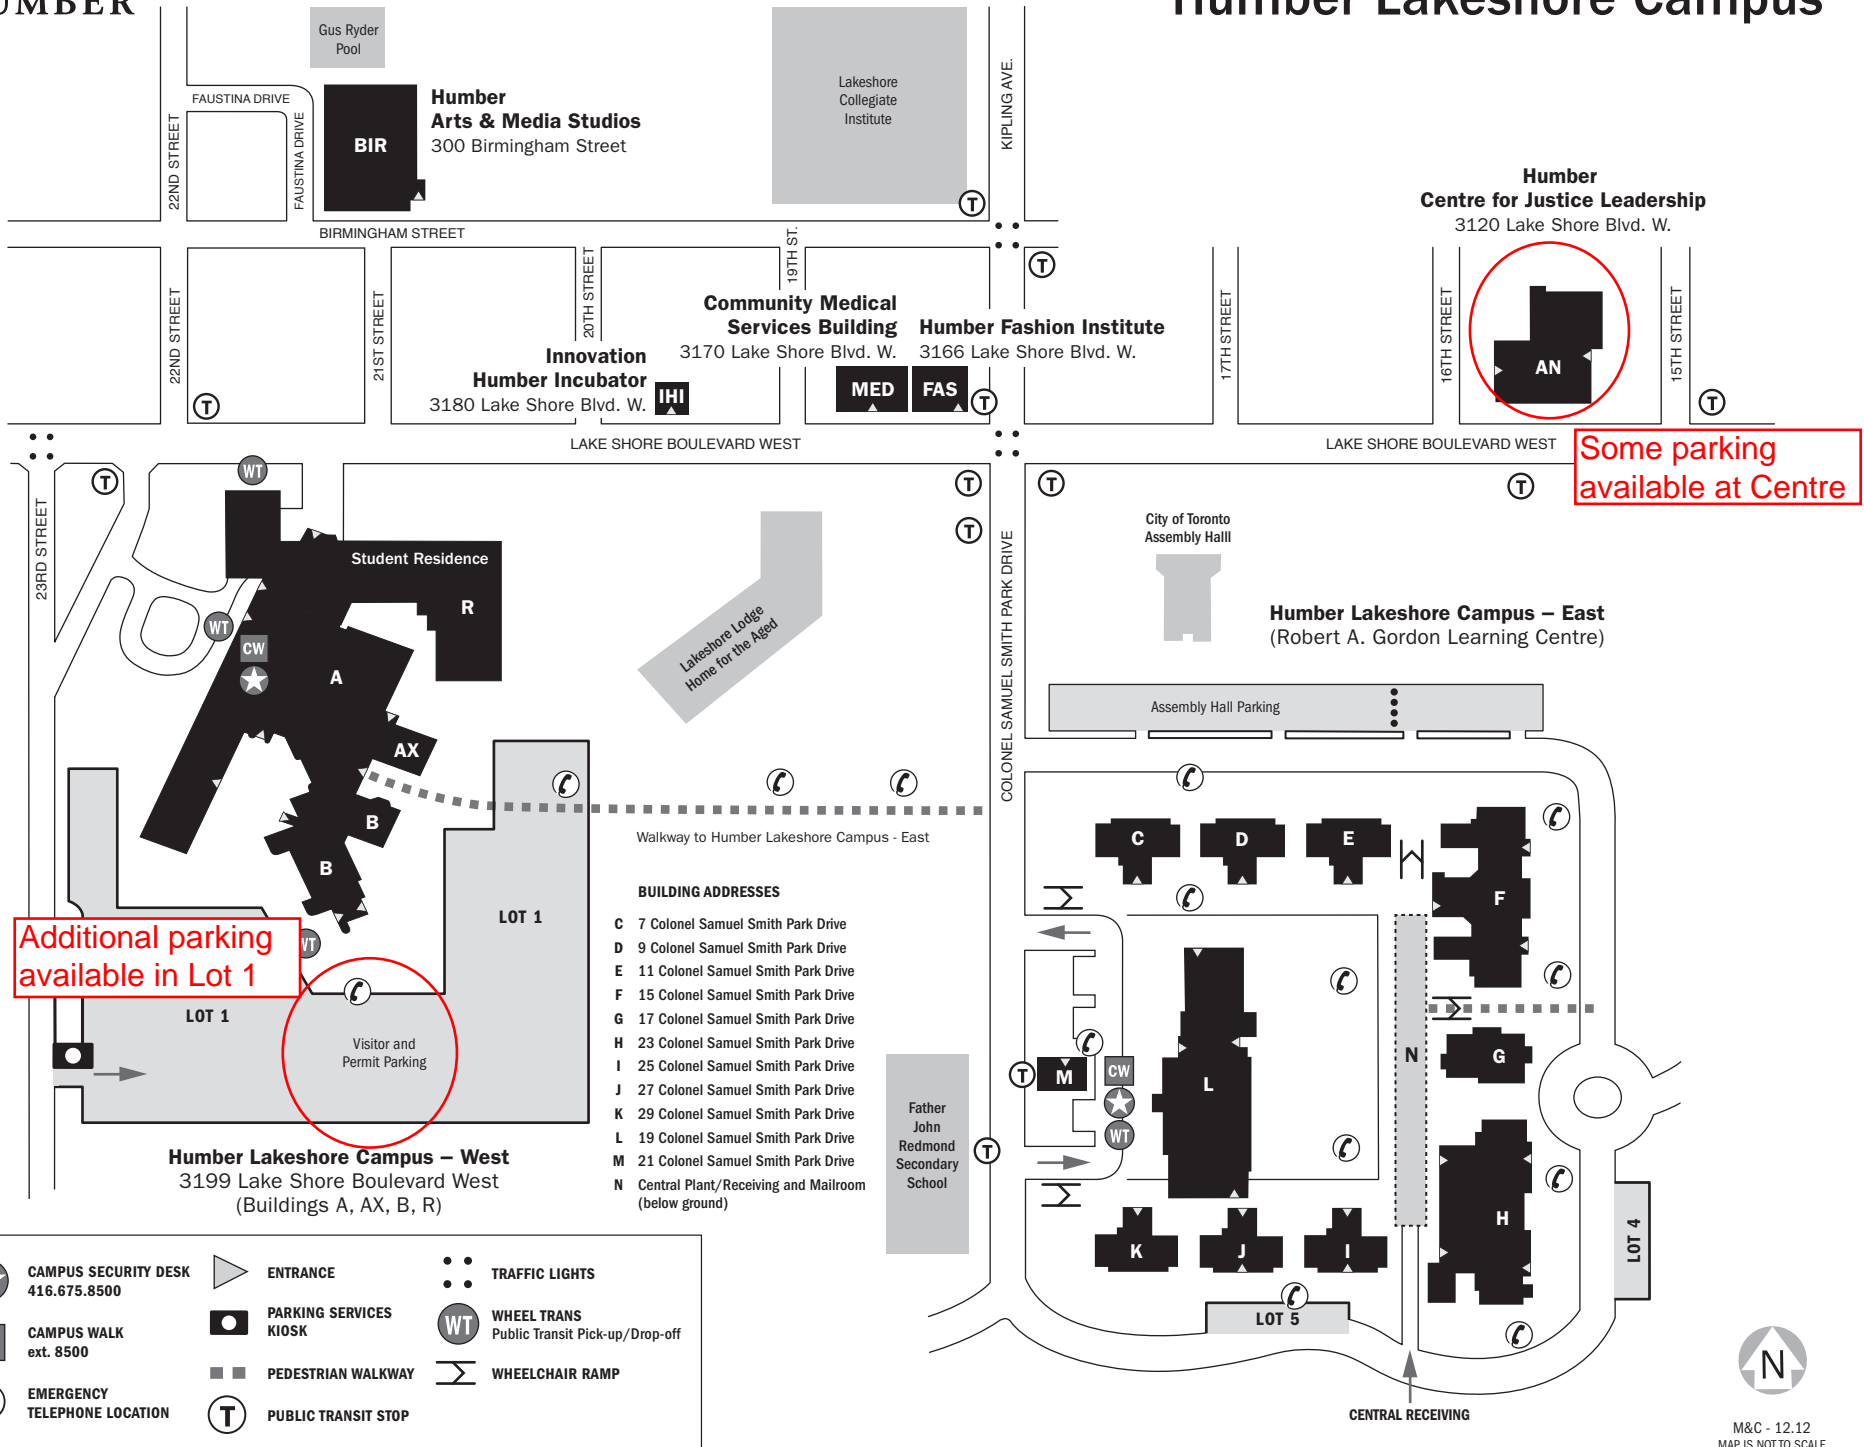 Humber Lakeshore Campus
Gus Ryder
Pool
FAUSTINA DRIVE
FAUSTINA DRIVE
22ND STREET
BIR
Humber
Arts & Media Studios
300 Birmingham Street
Lakeshore
Collegiate
Institute
KIPLING AVE.
T
Humber
Centre for Justice Leadership
3120 Lake Shore Blvd. W.
BIRMINGHAM STREET
T
22ND STREET
21ST STREET
20TH STREET
19TH ST.
17TH STREET
16TH STREET
15TH STREET
Community Medical
Services Building
3170 Lake Shore Blvd. W.
Humber Fashion Institute
3166 Lake Shore Blvd. W.
Innovation
Humber Incubator
3180 Lake Shore Blvd. W.
IHI
MED
FAS
AN
T
T
T
LAKE SHORE BOULEVARD WEST
LAKE SHORE BOULEVARD WEST
Some parking
available at Centre
WT
T
T
T
T
T
23RD STREET
Student Residence
R
City of Toronto
Assembly Halll
COLONEL SAMUEL SMITH PARK DRIVE
Lakeshore Lodge
Home for the Aged
Humber Lakeshore Campus – East
(Robert A. Gordon Learning Centre)
WT
CW
A
AX
Assembly Hall Parking
B
B
Walkway to Humber Lakeshore Campus - East
C
D
E
F
LOT 1
BUILDING ADDRESSES
C 7 Colonel Samuel Smith Park Drive
D 9 Colonel Samuel Smith Park Drive
E 11 Colonel Samuel Smith Park Drive
F 15 Colonel Samuel Smith Park Drive
G 17 Colonel Samuel Smith Park Drive
H 23 Colonel Samuel Smith Park Drive
I 25 Colonel Samuel Smith Park Drive
J 27 Colonel Samuel Smith Park Drive
K 29 Colonel Samuel Smith Park Drive
L 19 Colonel Samuel Smith Park Drive
M 21 Colonel Samuel Smith Park Drive
N Central Plant/Receiving and Mailroom
(below ground)
Additional parking
available in Lot 1
WT
LOT 1
Visitor and
Permit Parking
Humber Lakeshore Campus – West
3199 Lake Shore Boulevard West
(Buildings A, AX, B, R)
Father
John
Redmond
Secondary
School
T
T
M
CW
WT
L
N
G
H
K
J
I
LOT 4
LOT 5
CENTRAL RECEIVING
CAMPUS SECURITY DESK
416.675.8500
CAMPUS WALK
ext. 8500
EMERGENCY
TELEPHONE LOCATION
ENTRANCE
PARKING SERVICES
KIOSK
PEDESTRIAN WALKWAY
T
PUBLIC TRANSIT STOP
TRAFFIC LIGHTS
WT
WHEEL TRANS
Public Transit Pick-up/Drop-off
WHEELCHAIR RAMP
N
M&C - 12.12
MAP IS NOT TO SCALE